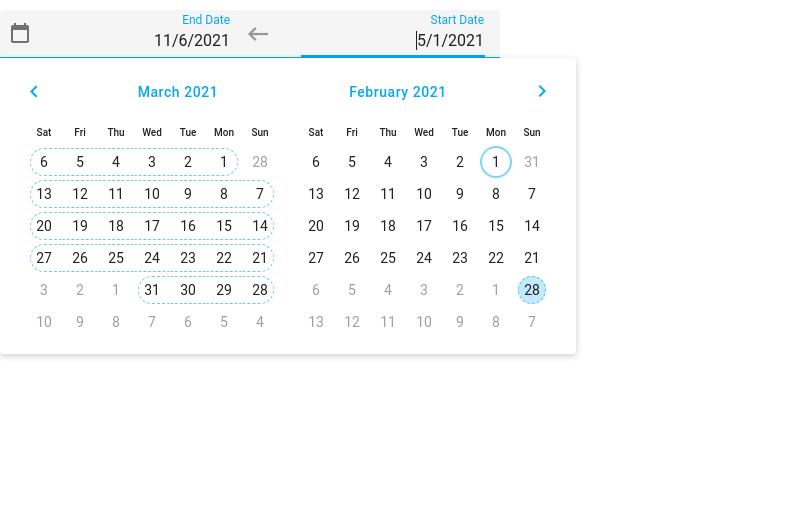 End Date
11/6/2021
Start Date
5/1/2021
March 2021
February 2021
Sat Fri Thu Wed Tue Mon Sun
6 5 4 3 2 1 28
13 12 11 10 9 8 7
20 19 18 17 16 15 14
27 26 25 24 23 22 21
3 2 1 31 30 29 28
10 9 8 7 6 5 4
Sat Fri Thu Wed Tue Mon Sun
6 5 4 3 2 1 31
13 12 11 10 9 8 7
20 19 18 17 16 15 14
27 26 25 24 23 22 21
6 5 4 3 2 1 28
13 12 11 10 9 8 7